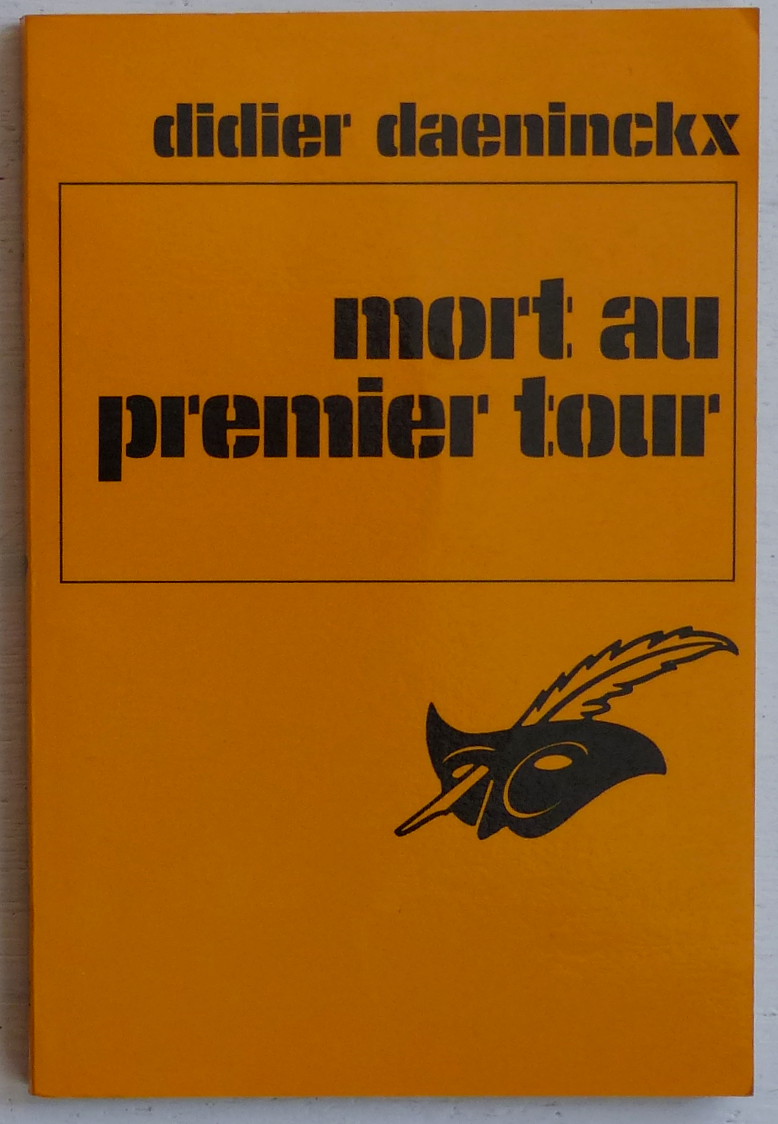 didier daeninckx
mort au
premier tour